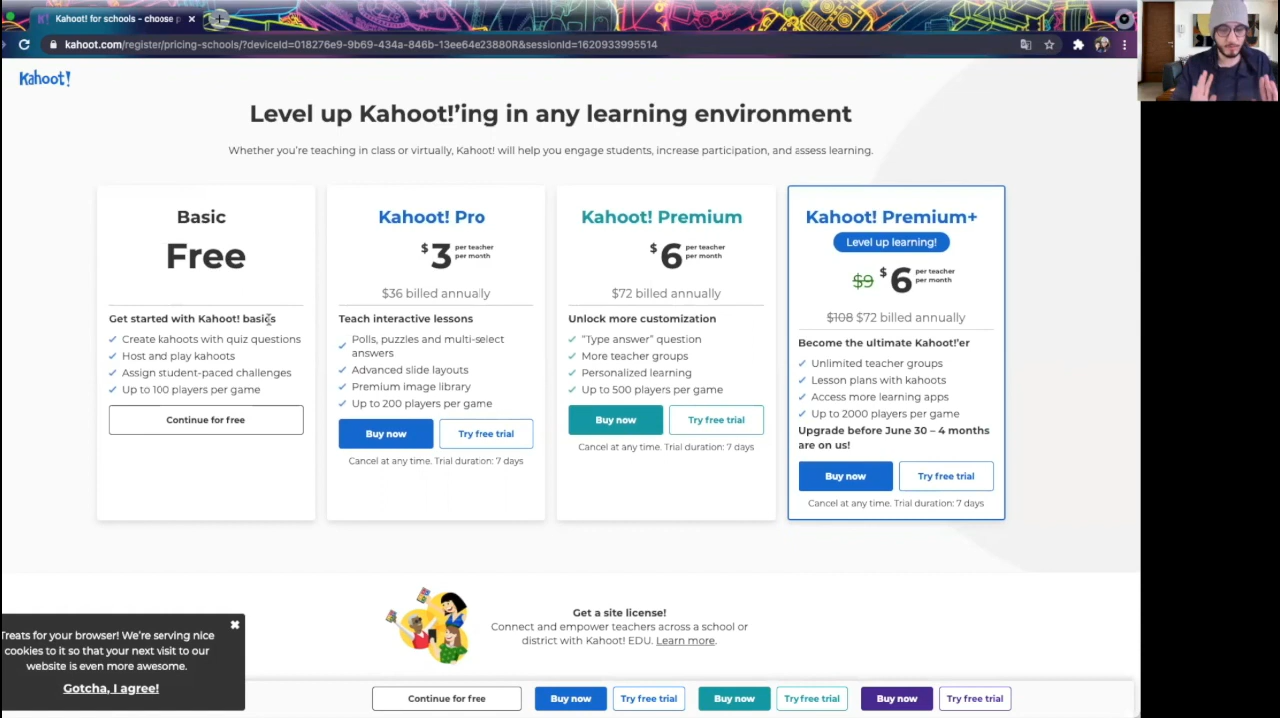 Kahoot! for schools - choose p
kahoot.com/register/pricing-schools/?deviceId=018276e9-9b69-434a-846b-13ee64e23880R&sessionId=1620933995514
Kahoot!
Level up Kahoot!'ing in any learning environment
Whether you're teaching in class or virtually, Kahoot! will help you engage students, increase participation, and assess learning.
Basic
Free
Get started with Kahoot! basics
✓ Create kahoots with quiz questions
✓ Host and play kahoots
✓ Assign student-paced challenges
✓ Up to 100 players per game
Continue for free
Kahoot! Pro
$3 per teacher
per month
$36 billed annually
Teach interactive lessons
✓ Polls, puzzles and multi-select
answers
✓ Advanced slide layouts
✓ Premium image library
✓ Up to 200 players per game
Buy now Try free trial
Cancel at any time. Trial duration: 7 days
Kahoot! Premium
$6 per teacher
per month
$72 billed annually
Unlock more customization
✓ "Type answer" question
✓ More teacher groups
✓ Personalized learning
✓ Up to 500 players per game
Buy now Try free trial
Cancel at any time. Trial duration: 7 days
Kahoot! Premium+
Level up learning!
$9 $6 per teacher
per month
$108 $72 billed annually
Become the ultimate Kahoot!'er
✓ Unlimited teacher groups
✓ Lesson plans with kahoots
✓ Access more learning apps
✓ Up to 2000 players per game
Upgrade before June 30 – 4 months
are on us!
Buy now Try free trial
Cancel at any time. Trial duration: 7 days
Get a site license!
Connect and empower teachers across a school or
district with Kahoot! EDU. Learn more.
Treats for your browser! We're serving nice
cookies to it so that your next visit to our
website is even more awesome.
Gotcha, I agree!
Continue for free Buy now Try free trial Buy now Try free trial Buy now Try free trial